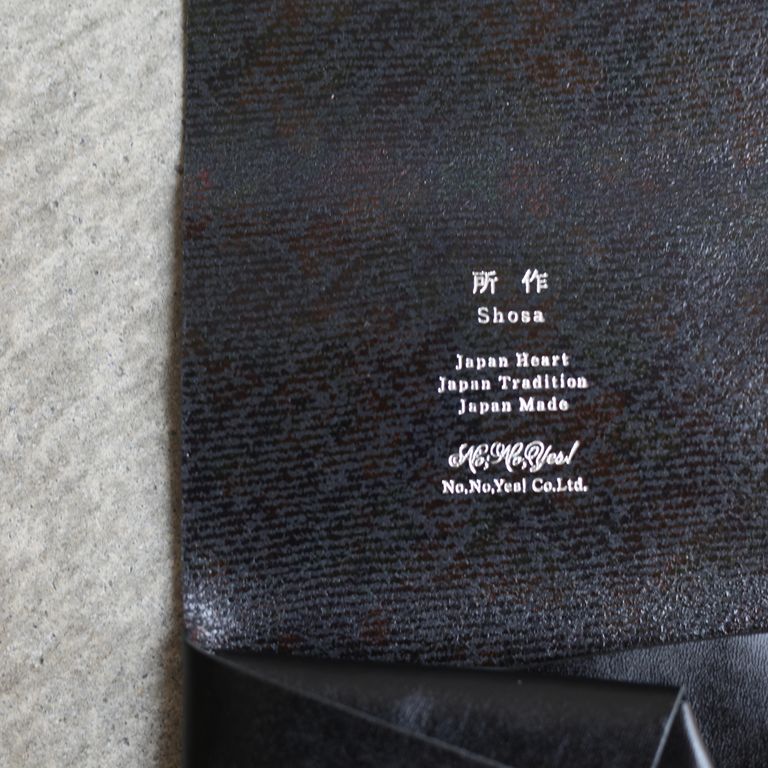 所作
Shosa
Japan Heart
Japan Tradition
Japan Made
No,No,Yes!
No,No,Yes! Co.Ltd.